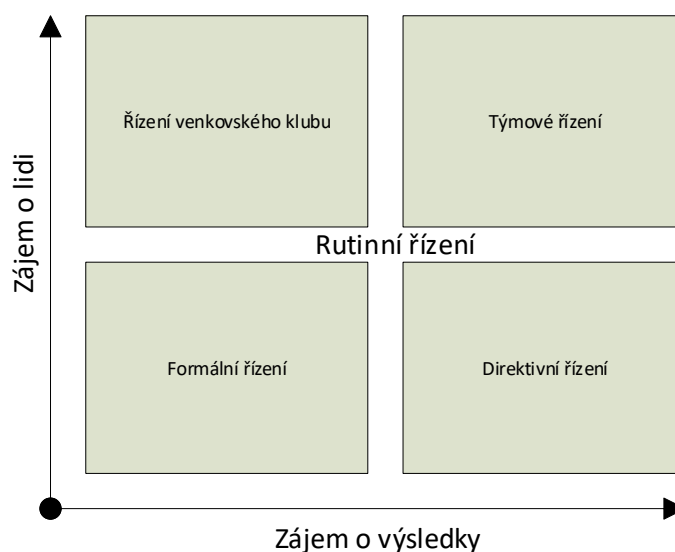 Zájem o lidi
Řízení venkovského klubu
Týmové řízení
Rutinní řízení
Formální řízení
Direktivní řízení
Zájem o výsledky